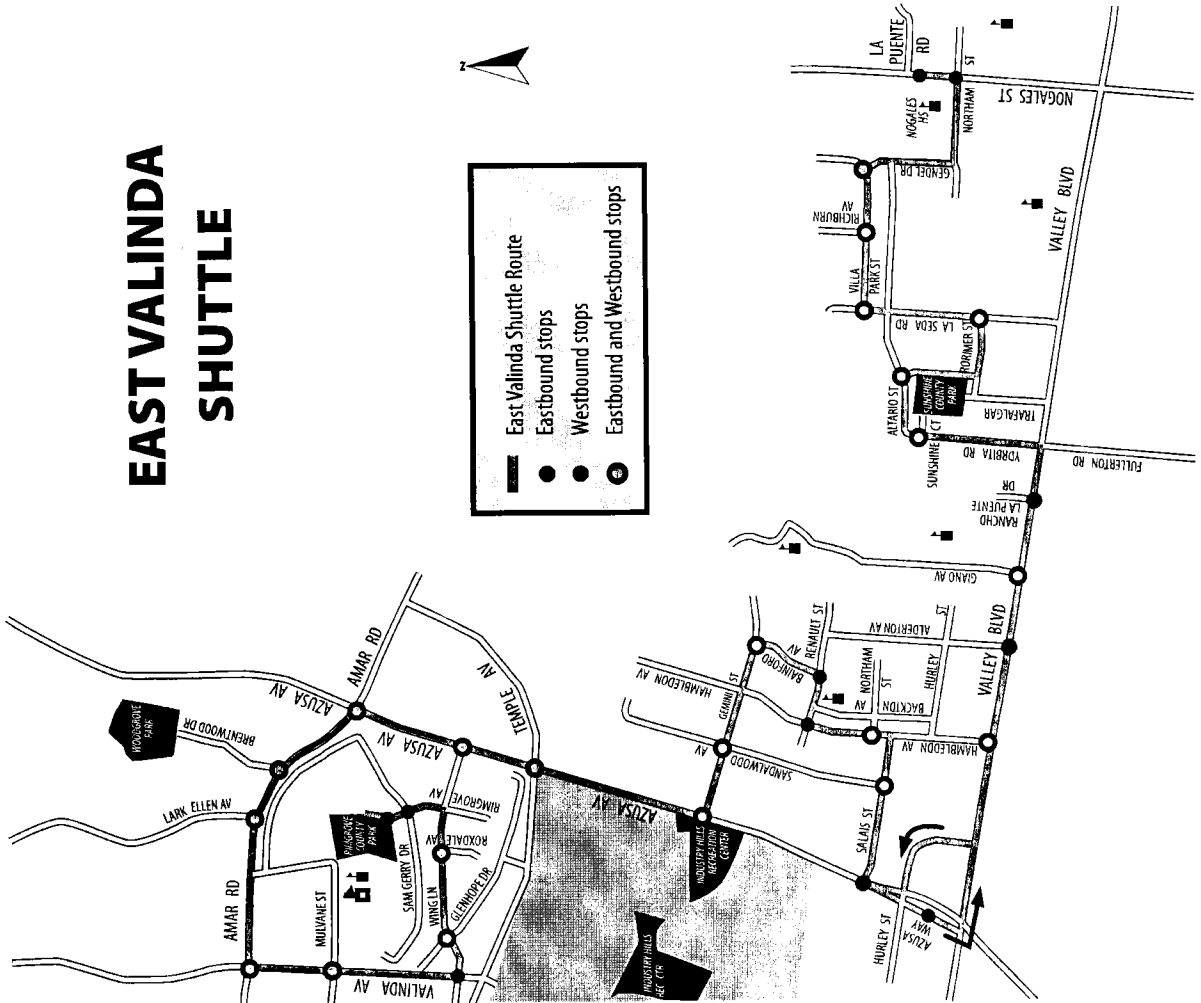 EAST VALINDA
SHUTTLE
N
East Valinda Shuttle Route
Eastbound stops
Westbound stops
Eastbound and Westbound stops
LA
PUENTE
RD
NORTHAM
ST
NOGALES ST
NOGALES
HS
GENDEL DR
RICHBURN
AV
VILLA
PARK ST
LA SEDA RD
VALLEY BLVD
RORIMER ST
ALTARIO ST
SUNSHINE
COUNTY
PARK
TRAFALGAR
SUNSHINE CT
YORBITA RD
FULLERTON RD
RANCHO
LA PUENTE
DR
GIANO AV
VALLEY BLVD
ALDERTON AV
RENAULT ST
BAINFORD
AV
HURLEY
ST
NORTHAM
ST
BACKTON
AV
HAMBLEDON AV
GEMINI ST
HAMBLEDON AV
SANDALWOOD
AV
SALAIS ST
HURLEY ST
AZUSA
WAY
AZUSA AV
INDUSTRY HILLS
RECREATION
CENTER
INDUSTRY HILLS
REC CTR
TEMPLE AV
AMAR RD
AZUSA AV
AZUSA AV
WOODGROVE
PARK
BRENTWOOD DR
LARK ELLEN AV
RIMGROVE
AV
ROXDALE AV
RIMGROVE
COUNTY
PARK
SAM GERRY DR
WING LN
GLENHOPE DR
AMAR RD
MULVANE ST
VALINDA AV